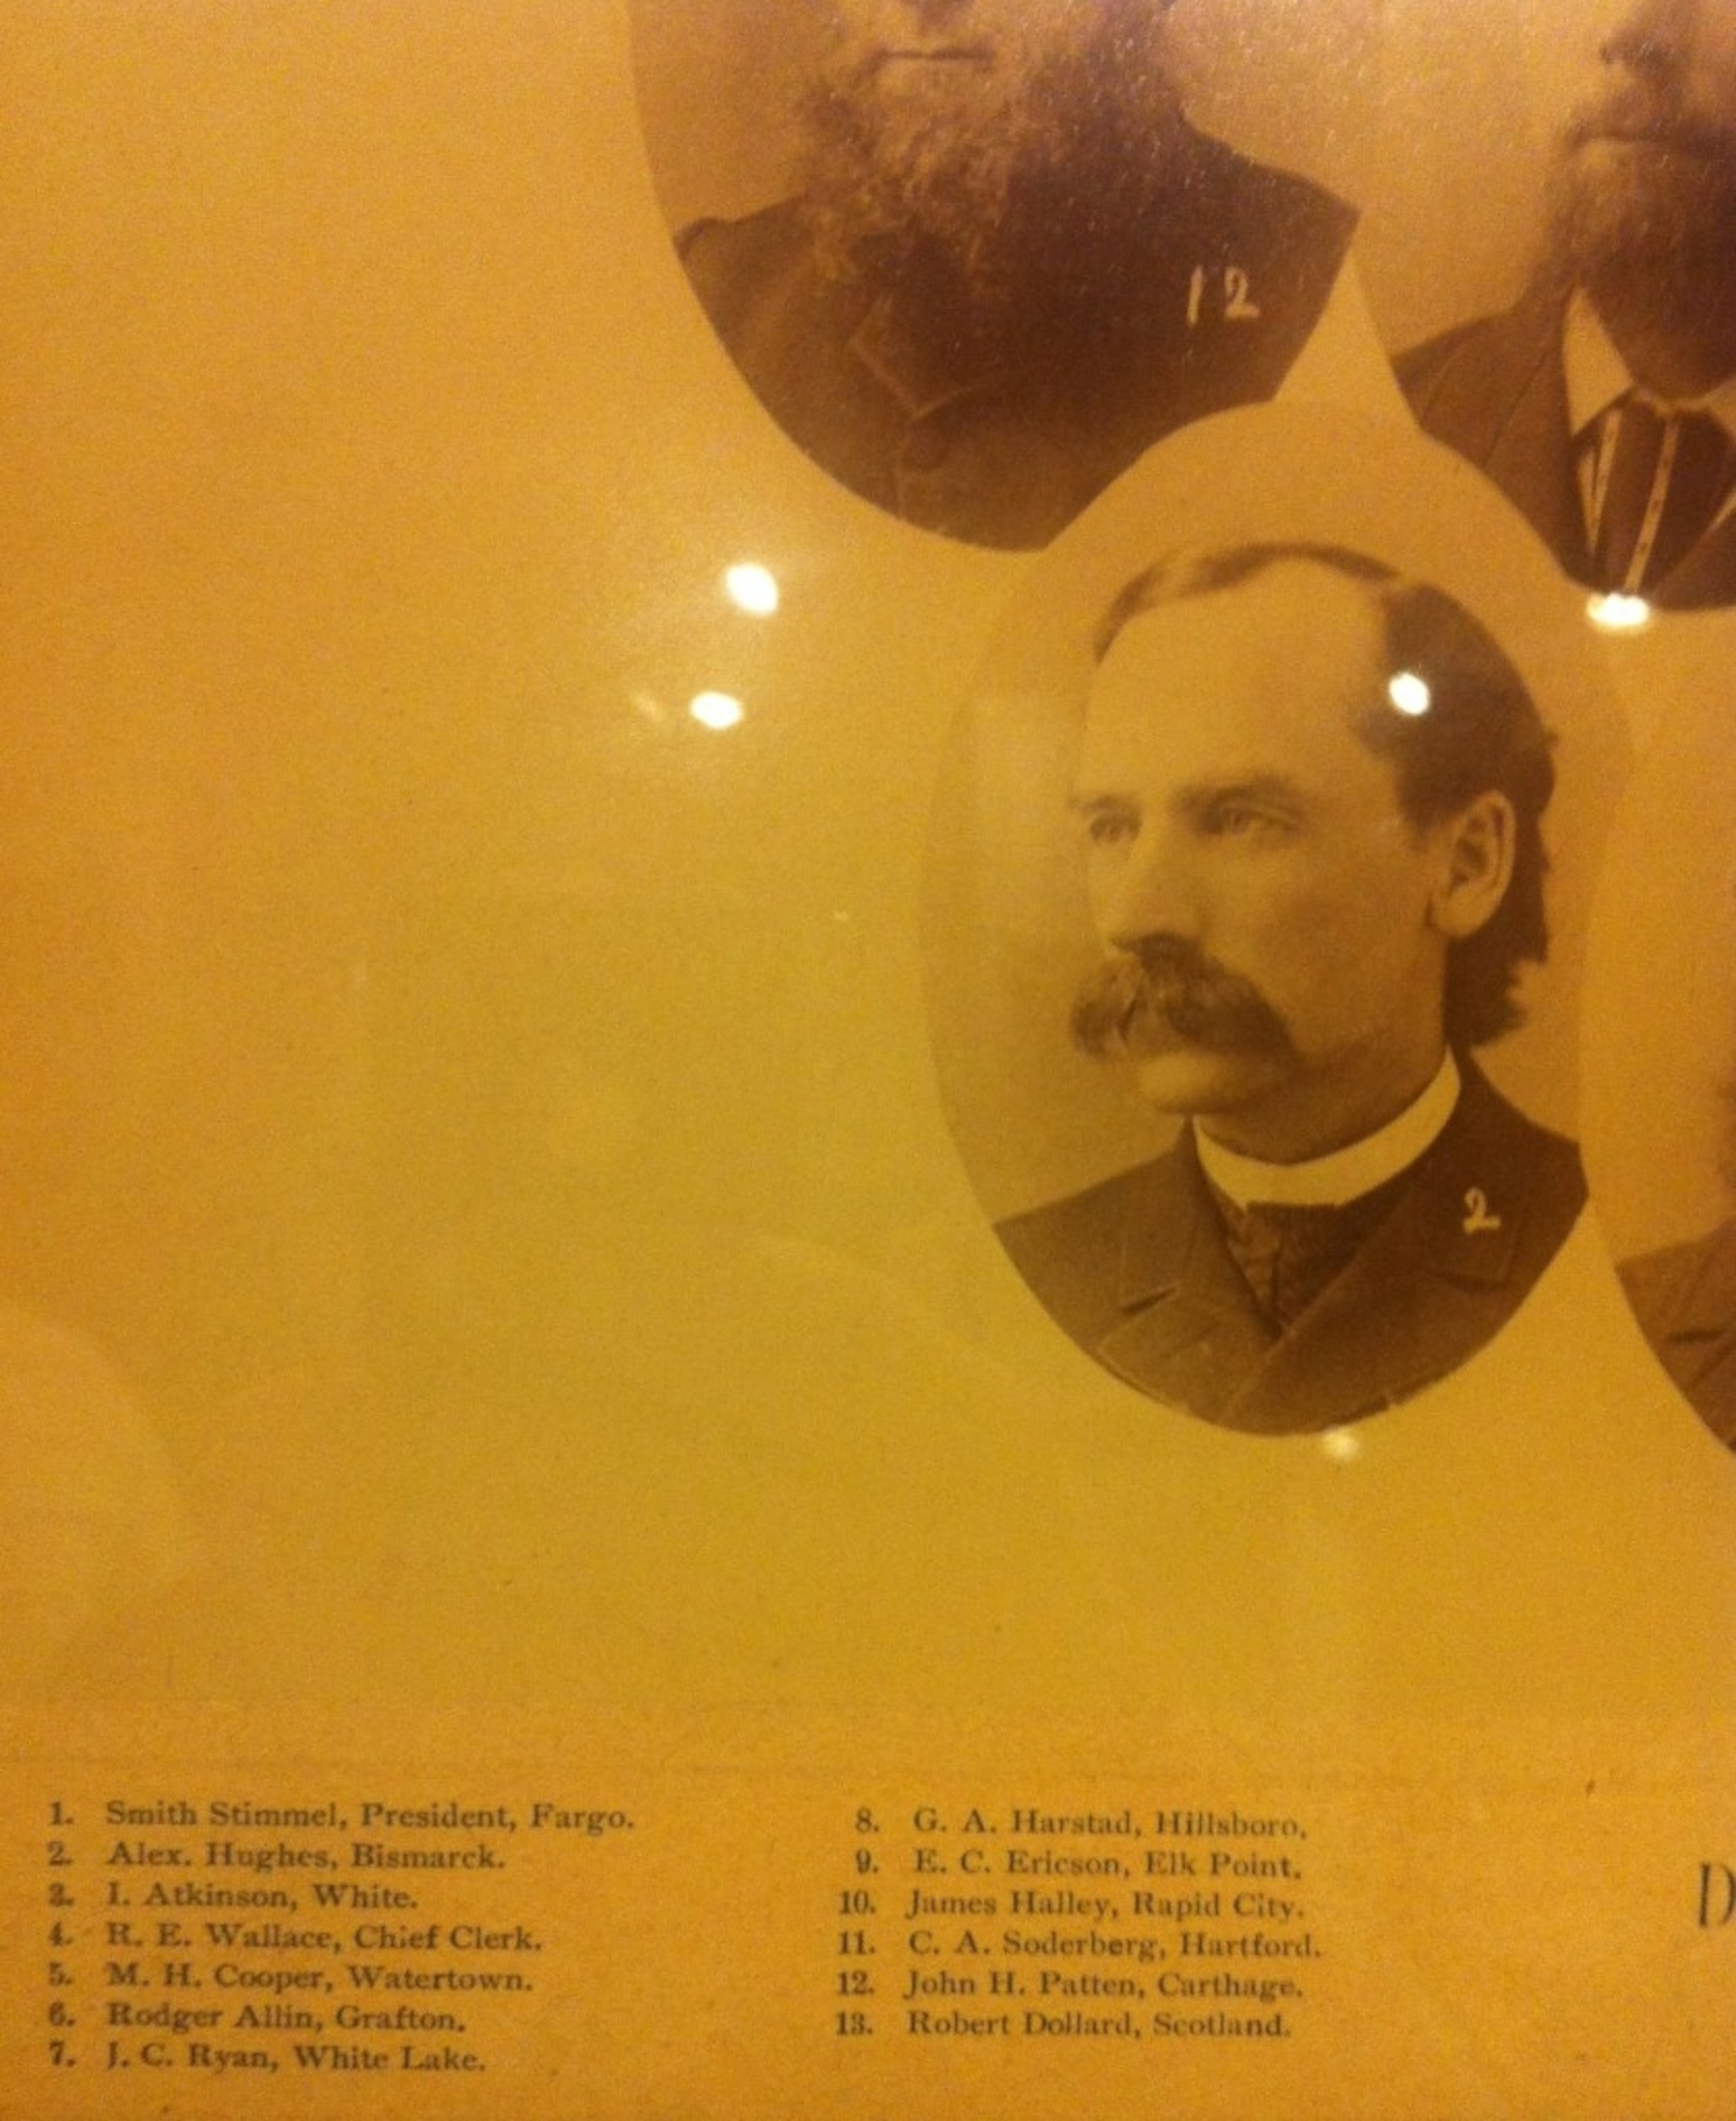 12
2
1. Smith Stimmel, President, Fargo.
2. Alex. Hughes, Bismarck.
3. I. Atkinson, White.
4. R. E. Wallace, Chief Clerk.
5. M. H. Cooper, Watertown.
6. Rodger Allin, Grafton.
7. J. C. Ryan, White Lake.
8. G. A. Harstad, Hillsboro.
9. E. C. Ericson, Elk Point.
10. James Halley, Rapid City.
11. C. A. Soderberg, Hartford.
12. John H. Patten, Carthage.
13. Robert Dollard, Scotland.
D